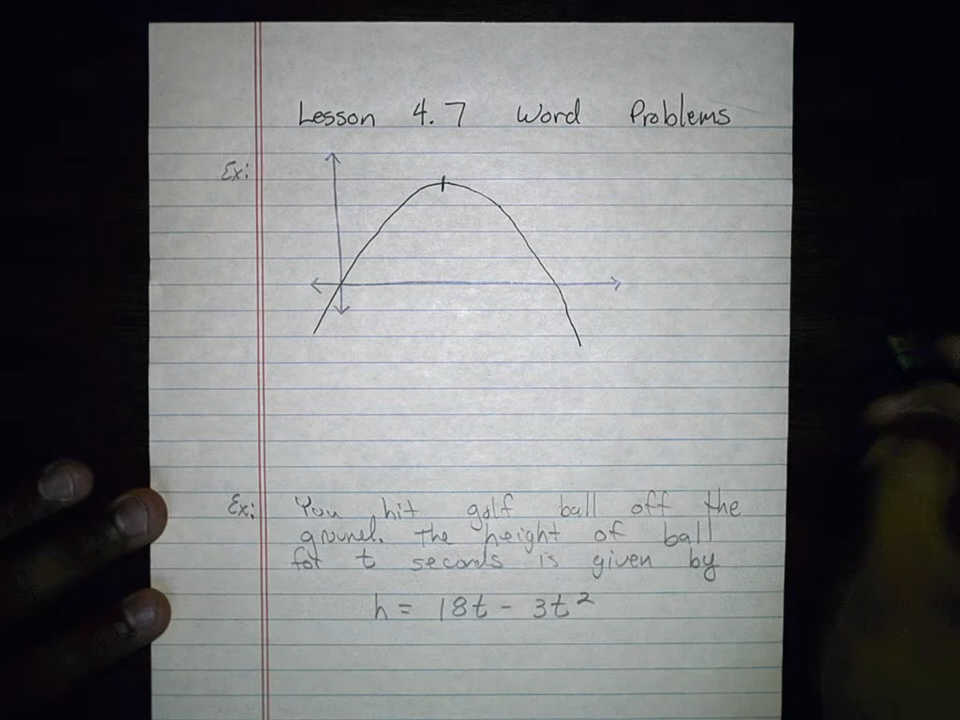 Lesson 4.7 Word Problems
Ex:
Ex: You hit golf ball off the
ground. The height of ball
for t seconds is given by
h = 18t - 3t²